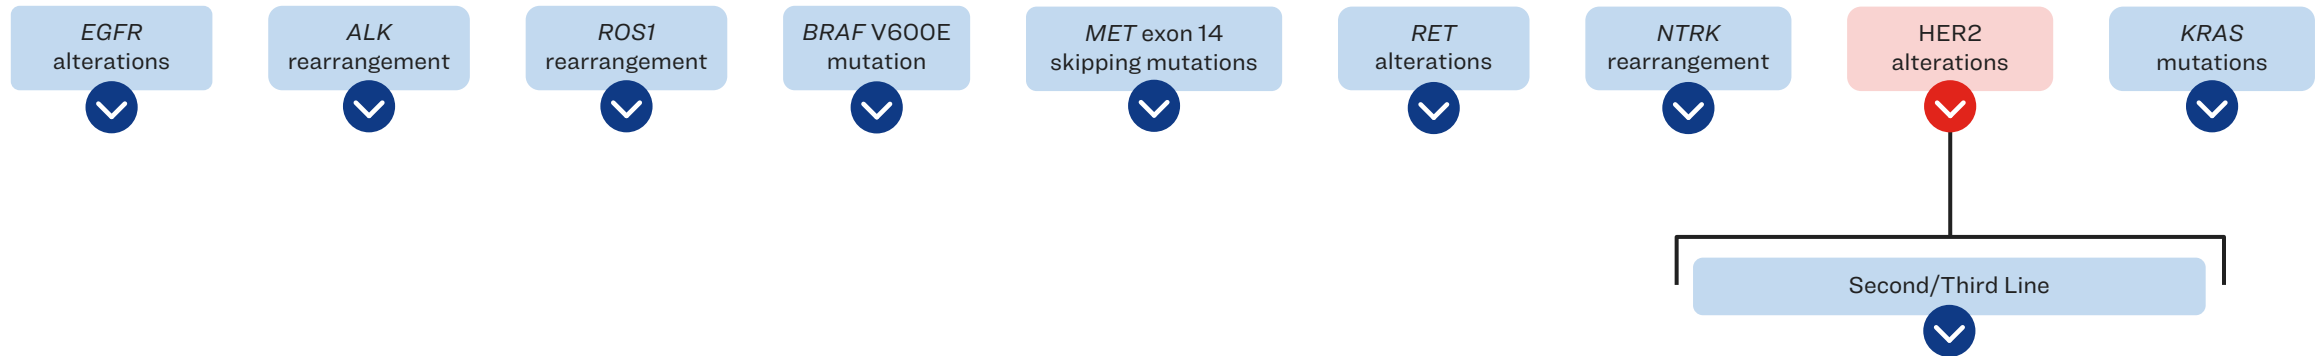 EGFR
alterations
ALK
rearrangement
ROS1
rearrangement
BRAF V600E
mutation
MET exon 14
skipping mutations
RET
alterations
NTRK
rearrangement
HER2
alterations
KRAS
mutations
Second/Third Line